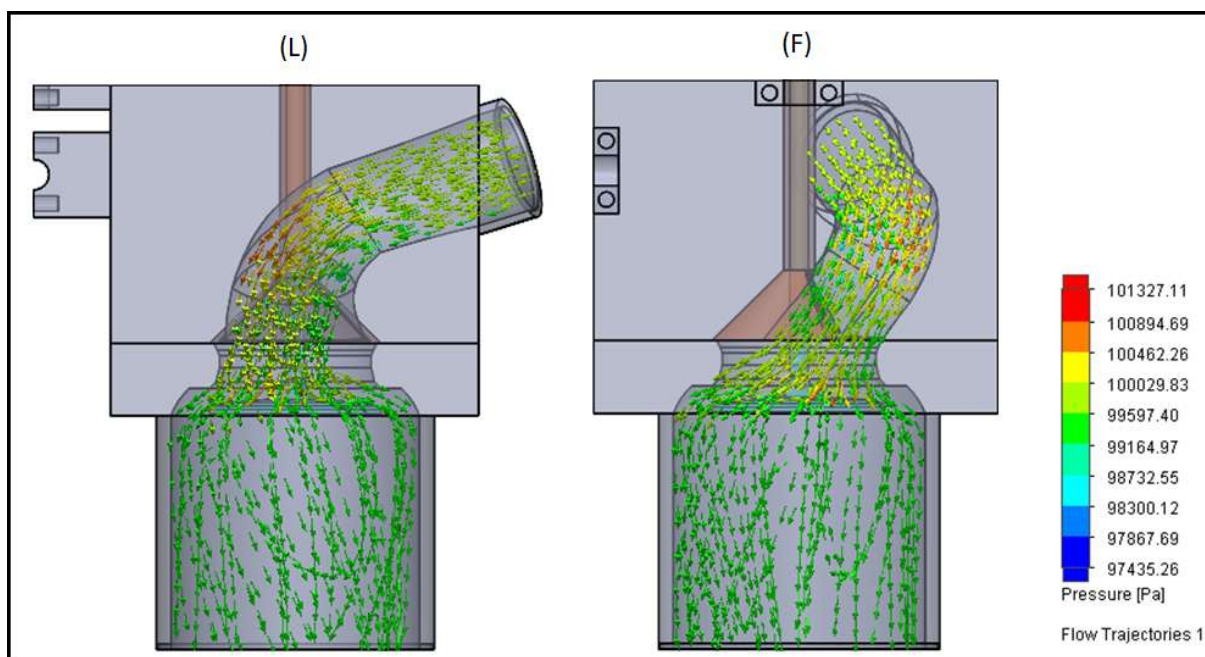 (L)
(F)
101327.11
100894.69
100462.26
100029.83
99597.40
99164.97
98732.55
98300.12
97867.69
97435.26
Pressure [Pa]
Flow Trajectories 1